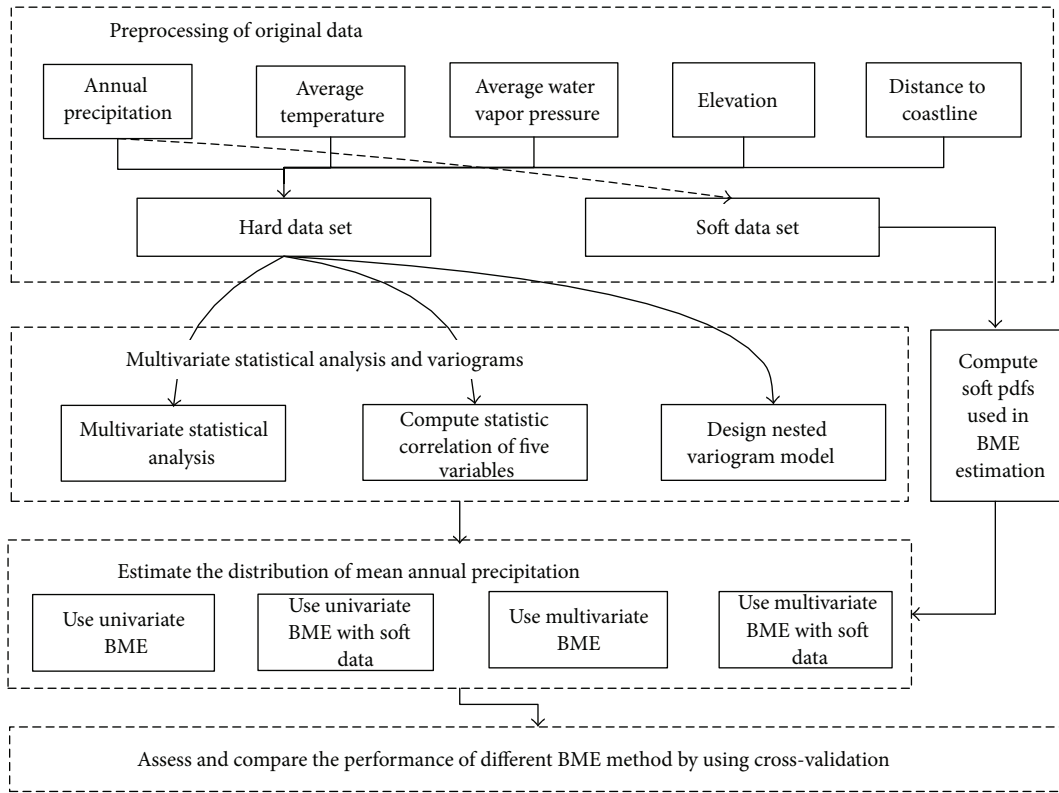 Preprocessing of original data
Annual
precipitation
Average
temperature
Average water
vapor pressure
Elevation
Distance to
coastline
Hard data set
Soft data set
Multivariate statistical analysis and variograms
Multivariate statistical
analysis
Compute statistic
correlation of five
variables
Design nested
variogram model
Compute
soft pdfs
used in
BME
estimation
Estimate the distribution of mean annual precipitation
Use univariate
BME
Use univariate
BME with soft
data
Use multivariate
BME
Use multivariate
BME with soft
data
Assess and compare the performance of different BME method by using cross-validation